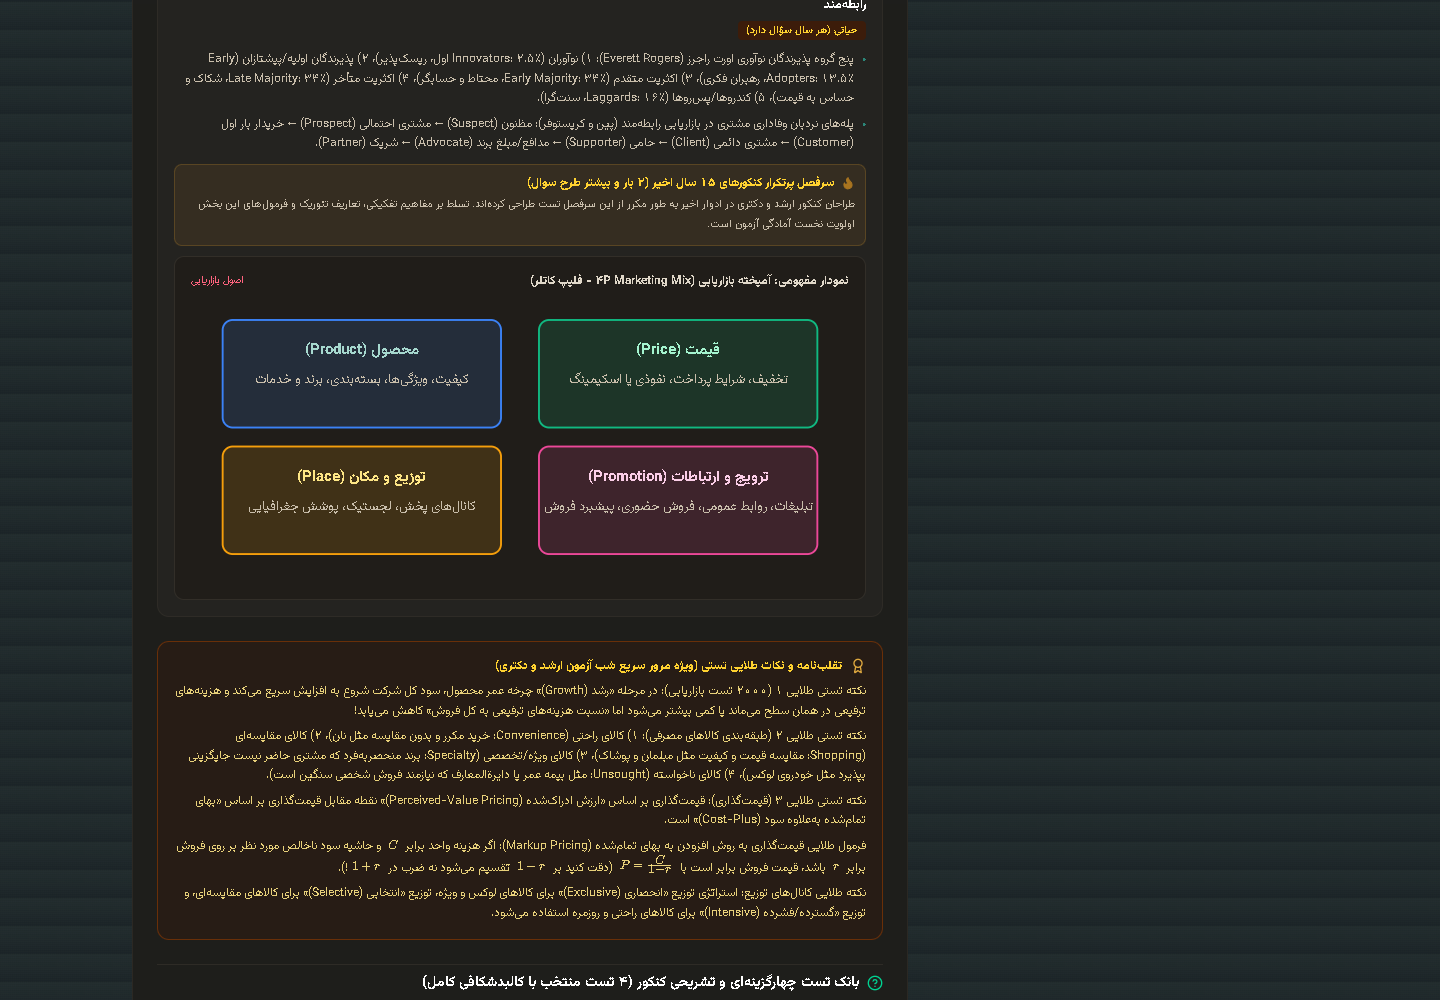 رابطه‌مند
حیاتی (هر سال سؤال دارد)
• پنج گروه پذیرندگان نوآوری اورت راجرز (Everett Rogers): ۱) نوآوران (Innovators: ۲.۵٪ اول، ریسک‌پذیر)، ۲) پذیرندگان اولیه/پیشتازان (Early
Adopters: ۱۳.۵٪، رهبران فکری)، ۳) اکثریت متقدم (Early Majority: ۳۴٪، محتاط و حسابگر)، ۴) اکثریت متأخر (Late Majority: ۳۴٪، شکاک و
حساس به قیمت)، ۵) کندروها/پس‌روها (Laggards: ۱۶٪، سنت‌گرا).
• پله‌های نردبان وفاداری مشتری در بازاریابی رابطه‌مند (پین و کریستوفر): مظنون (Suspect) ← مشتری احتمالی (Prospect) ← خریدار بار اول
(Customer) ← مشتری دائمی (Client) ← حامی (Supporter) ← مدافع/مبلغ برند (Advocate) ← شریک (Partner).
سرفصل پرتکرار کنکورهای ۱۵ سال اخیر (۲ بار و بیشتر طرح سوال)
طراحان کنکور ارشد و دکتری در ادوار اخیر به طور مکرر از این سرفصل تست طراحی کرده‌اند. تسلط بر مفاهیم تفکیکی، تعاریف تئوریک و فرمول‌های این بخش
اولویت نخست آمادگی آزمون است.
نمودار مفهومی: آمیخته بازاریابی (۴P Marketing Mix - فلیپ کاتلر)
اصول بازاریابی
قیمت (Price)
تخفیف، شرایط پرداخت، نفوذی یا اسکیمینگ
محصول (Product)
کیفیت، ویژگی‌ها، بسته‌بندی، برند و خدمات
ترویج و ارتباطات (Promotion)
تبلیغات، روابط عمومی، فروش حضوری، پیشبرد فروش
توزیع و مکان (Place)
کانال‌های پخش، لجستیک، پوشش جغرافیایی
تقلب‌نامه و نکات طلایی تستی (ویژه مرور سریع شب آزمون ارشد و دکتری)
نکته تستی طلایی ۱ (۲۰۰۰ تست بازاریابی): در مرحله «رشد (Growth)» چرخه عمر محصول، سود کل شرکت شروع به افزایش سریع می‌کند و هزینه‌های
ترفیعی در همان سطح می‌ماند یا کمی بیشتر می‌شود اما «نسبت هزینه‌های ترفیعی به کل فروش» کاهش می‌یابد!
نکته تستی طلایی ۲ (طبقه‌بندی کالاهای مصرفی): ۱) کالای راحتی (Convenience: خرید مکرر و بدون مقایسه مثل نان)، ۲) کالای مقایسه‌ای
(Shopping: مقایسه قیمت و کیفیت مثل مبلمان و پوشاک)، ۳) کالای ویژه/تخصصی (Specialty: برند منحصربه‌فرد که مشتری حاضر نیست جایگزینی
بپذیرد مثل خودروی لوکس)، ۴) کالای ناخواسته (Unsought: مثل بیمه عمر یا دایرةالمعارف که نیازمند فروش شخصی سنگین است).
نکته تستی طلایی ۳ (قیمت‌گذاری): قیمت‌گذاری بر اساس «ارزش ادراک‌شده (Perceived-Value Pricing)» نقطه مقابل قیمت‌گذاری بر اساس «بهای
تمام‌شده به‌علاوه سود (Cost-Plus)» است.
فرمول طلایی قیمت‌گذاری به روش افزودن به بهای تمام‌شده (Markup Pricing): اگر هزینه واحد برابر C و حاشیه سود ناخالص مورد نظر بر روی فروش
برابر r باشد، قیمت فروش برابر است با P = C/(1−r) (دقت کنید بر 1 − r تقسیم می‌شود نه ضرب در 1 + r !).
نکته طلایی کانال‌های توزیع: استراتژی توزیع «انحصاری (Exclusive)» برای کالاهای لوکس و ویژه، توزیع «انتخابی (Selective)» برای کالاهای مقایسه‌ای، و
توزیع «گسترده/فشرده (Intensive)» برای کالاهای راحتی و روزمره استفاده می‌شود.
بانک تست چهارگزینه‌ای و تشریحی کنکور (۴ تست منتخب با کالبدشکافی کامل)